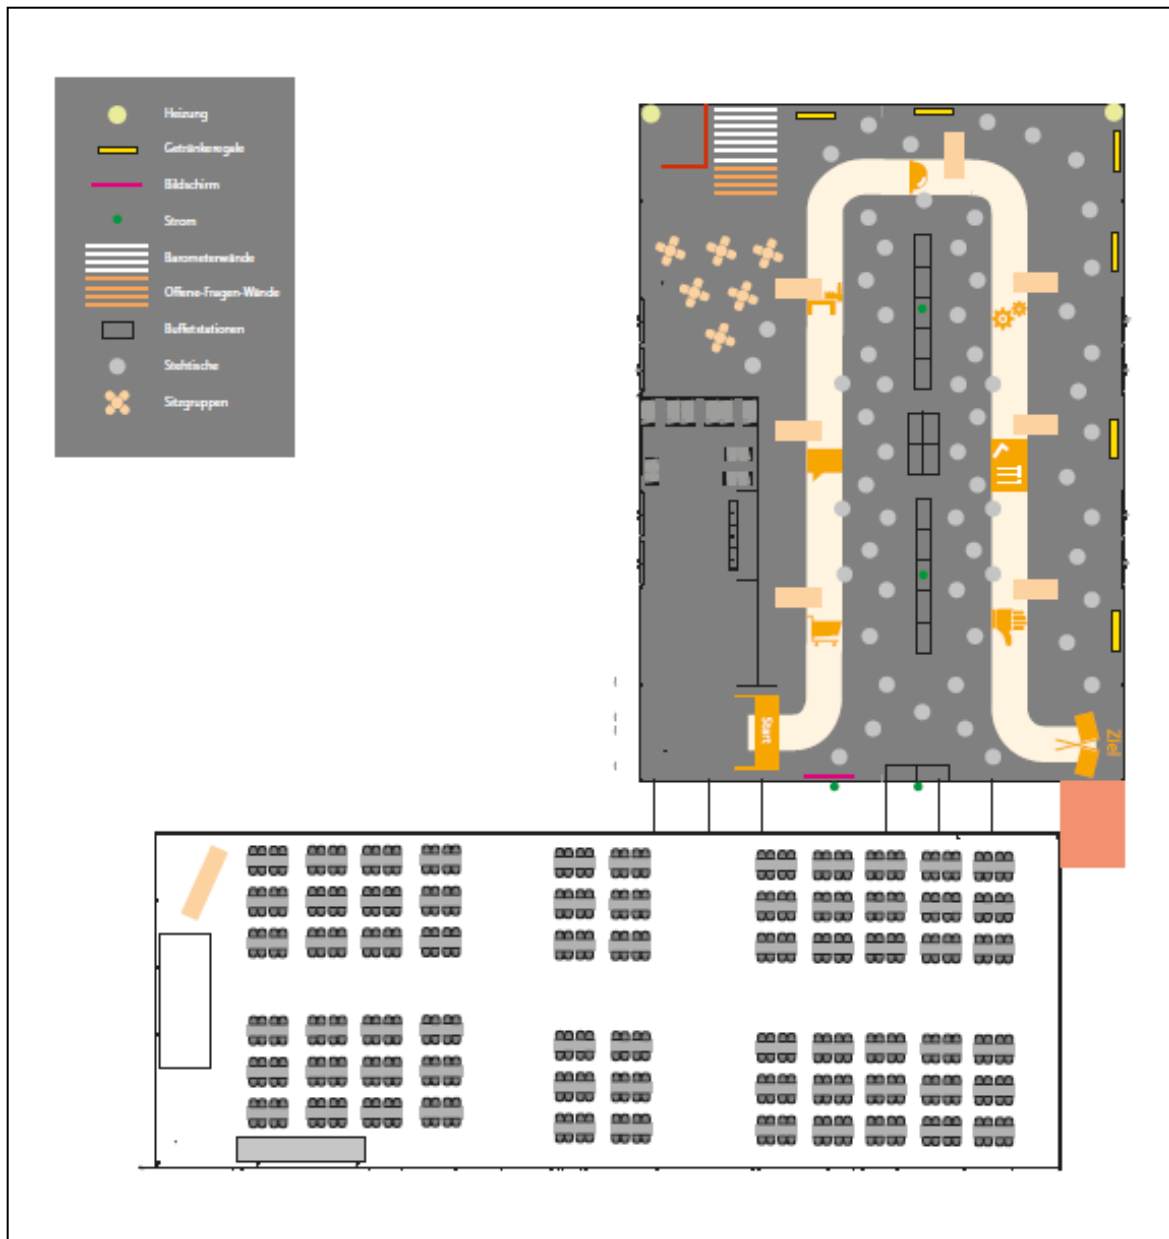 Heizung
Getränkeregale
Bildschirm
Strom
Barometerwände
Offene-Fragen-Wände
Buffetstationen
Stehtische
Sitzgruppen
Start
Ziel